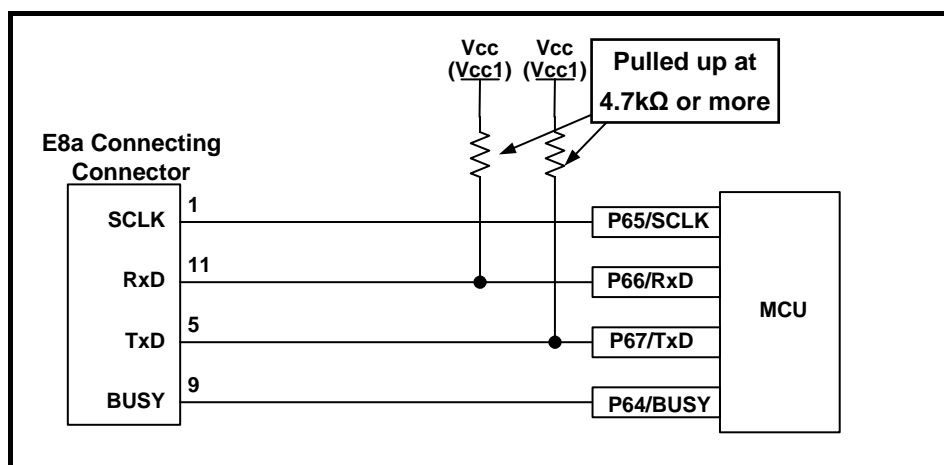 Vcc
(Vcc1)
Vcc
(Vcc1)
Pulled up at
4.7kΩ or more
E8a Connecting
Connector
SCLK
1
P65/SCLK
RxD
11
P66/RxD
MCU
TxD
5
P67/TxD
BUSY
9
P64/BUSY